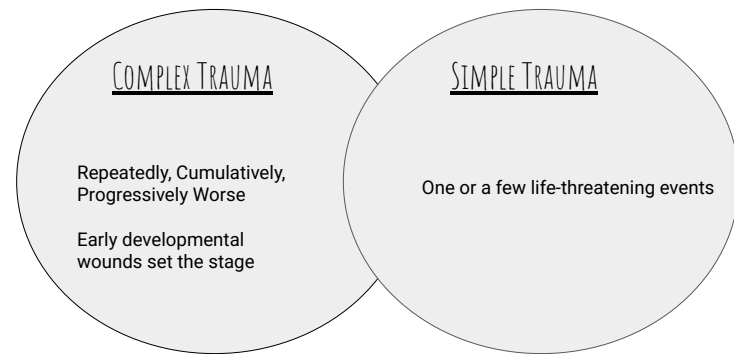 COMPLEX TRAUMA
Repeatedly, Cumulatively,
Progressively Worse
Early developmental
wounds set the stage
SIMPLE TRAUMA
One or a few life-threatening events